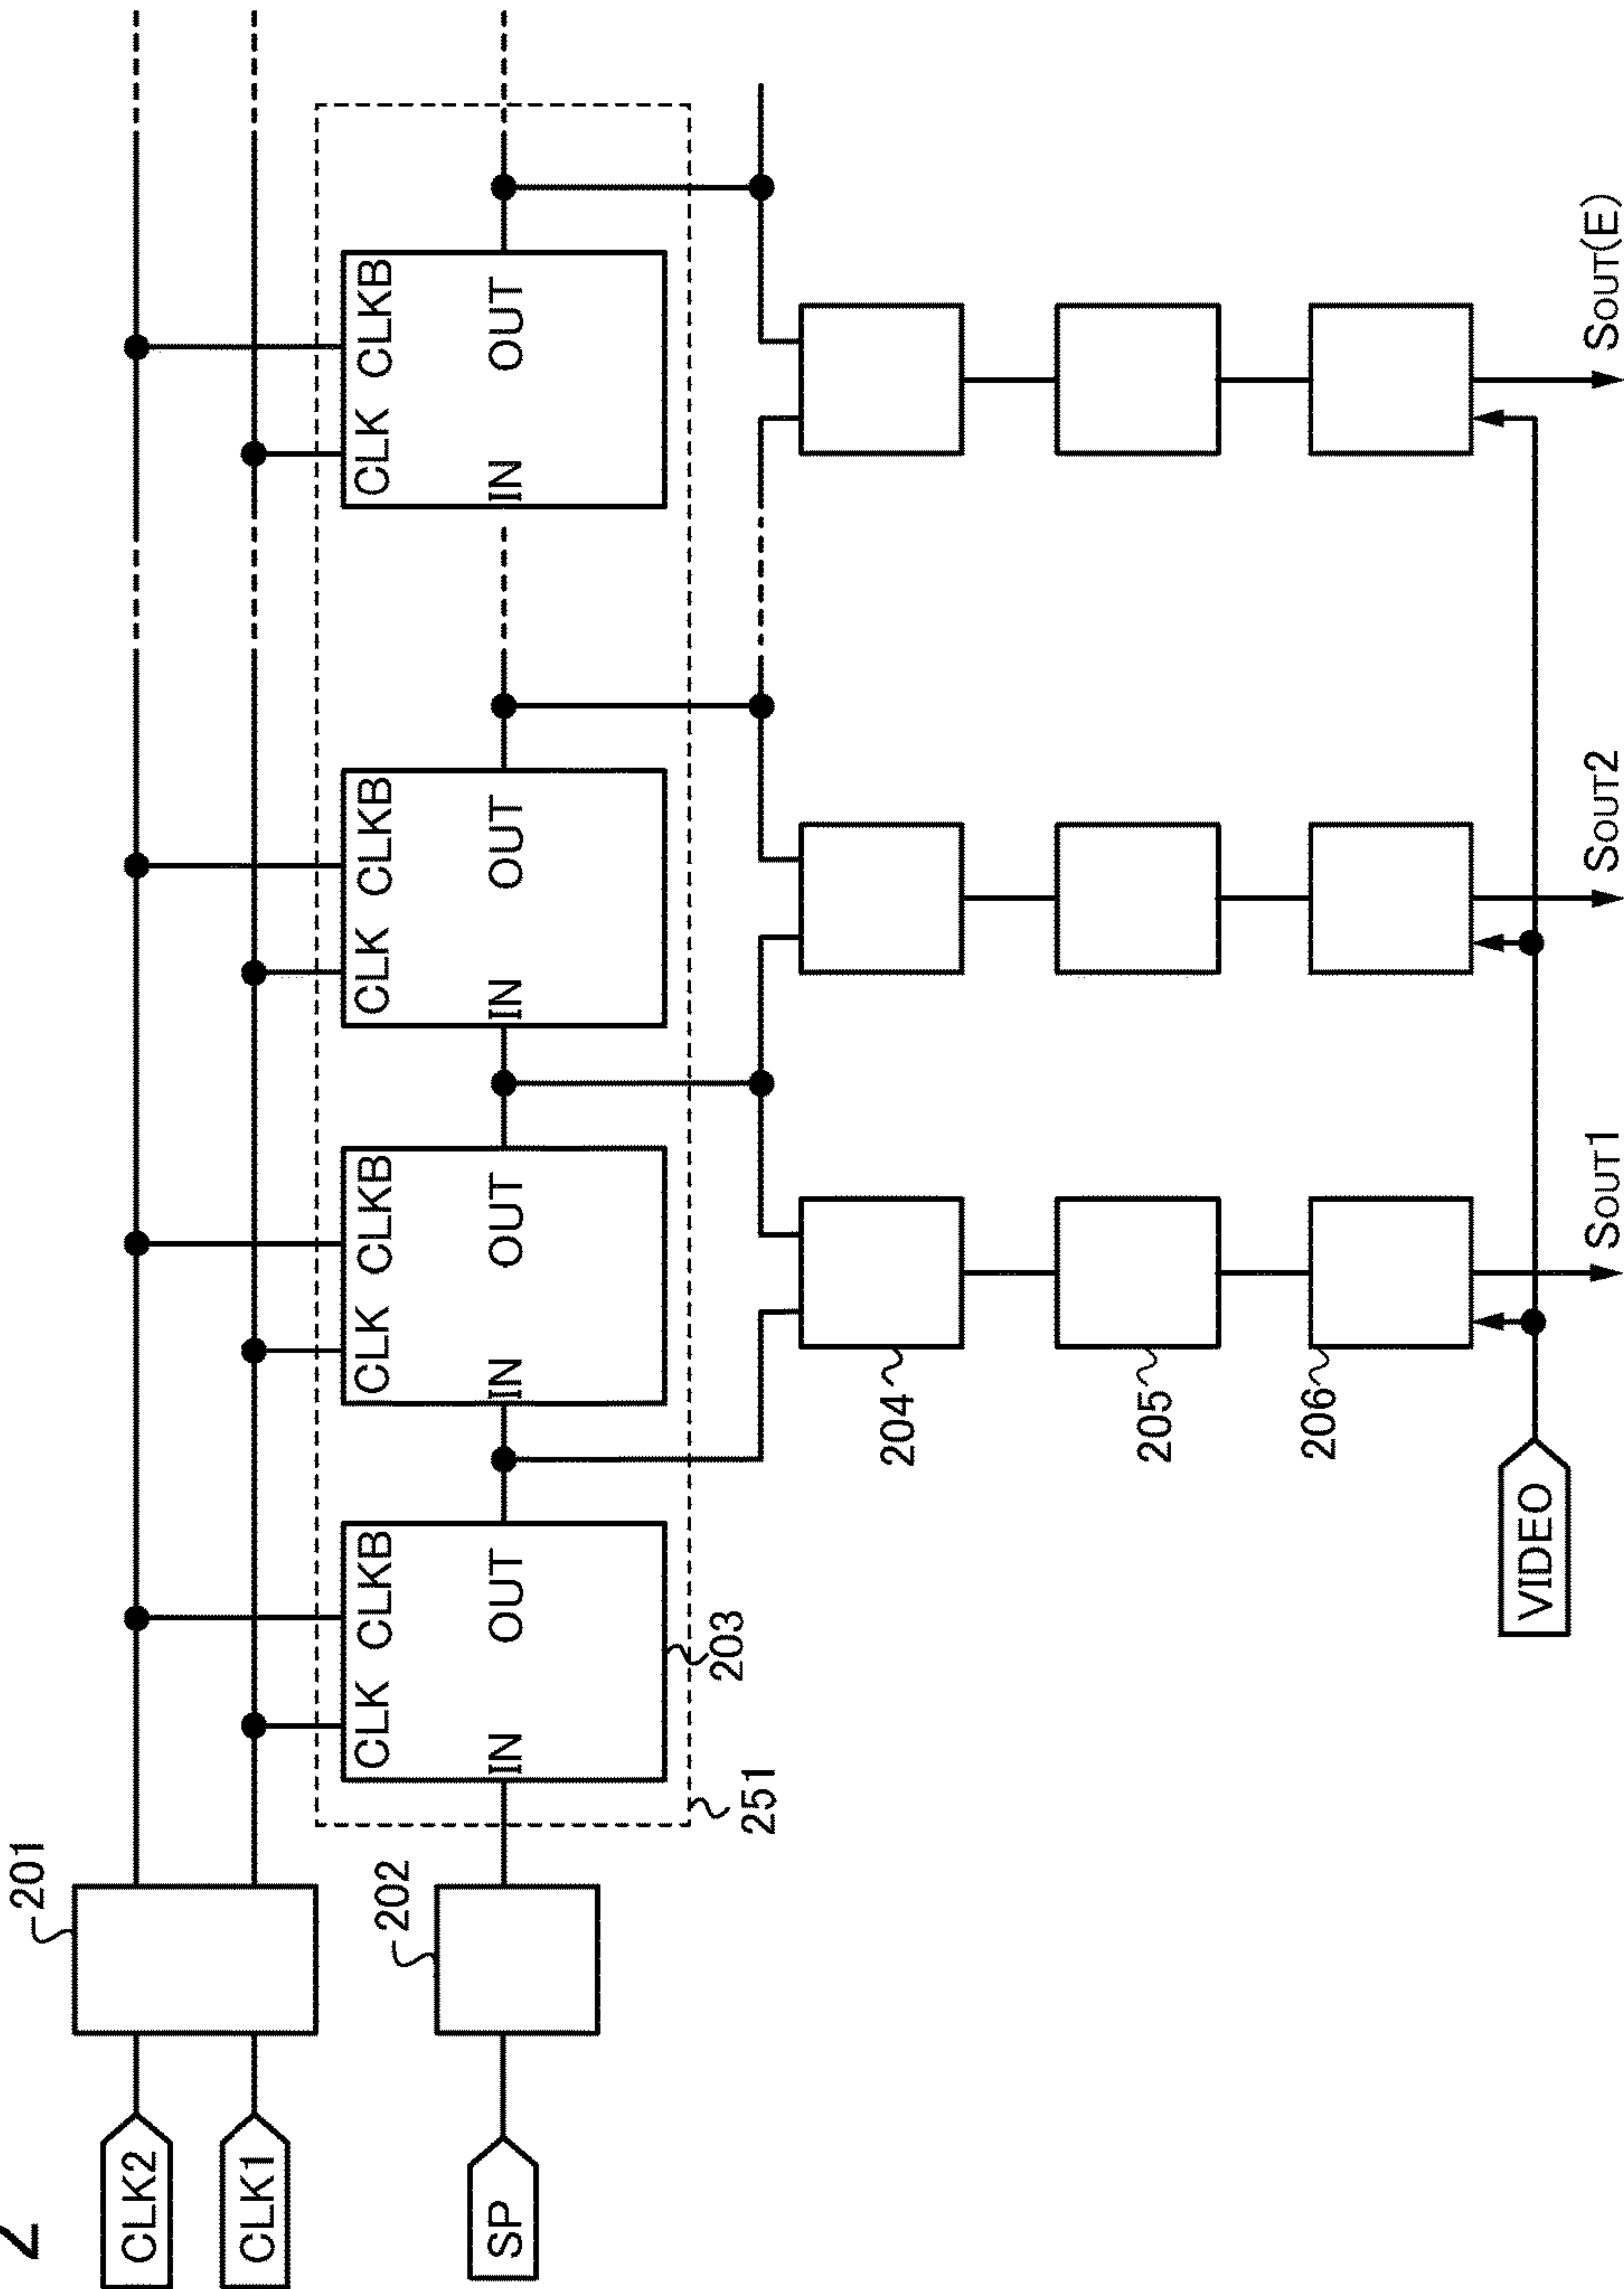 2
CLK2
201
CLK1
CLK CLKB
CLK CLKB
CLK CLKB
CLK CLKB
SP
202
IN OUT
IN OUT
IN OUT
IN OUT
203
251
204
205
206
VIDEO
SOUT1
SOUT2
SOUT(E)